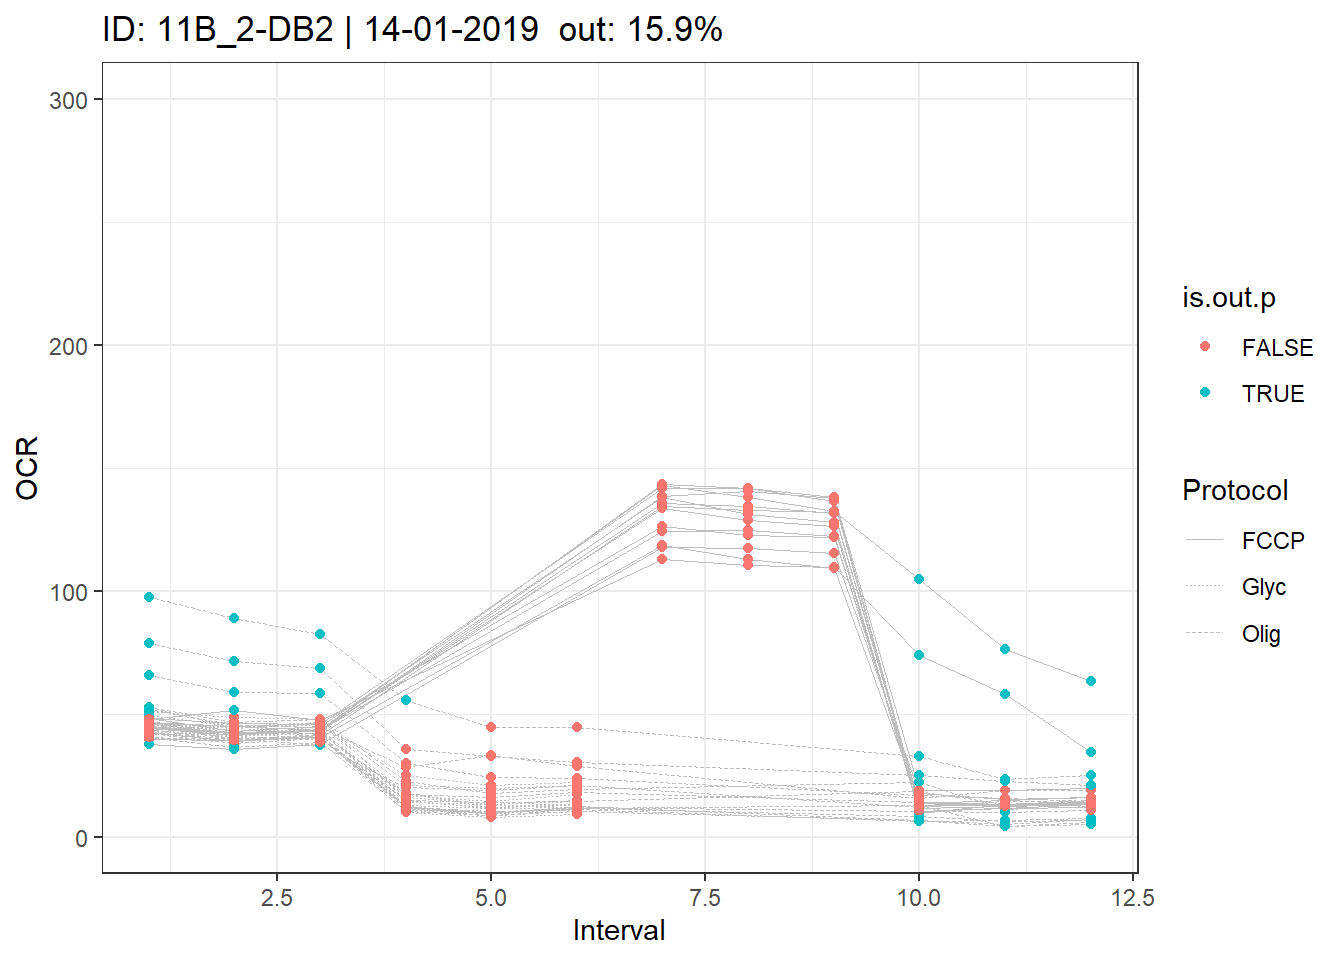 ID: 11B_2-DB2 | 14-01-2019  out: 15.9%
300
200
100
0
OCR
2.5
5.0
7.5
10.0
12.5
Interval
is.out.p
FALSE
TRUE
Protocol
FCCP
Glyc
Olig